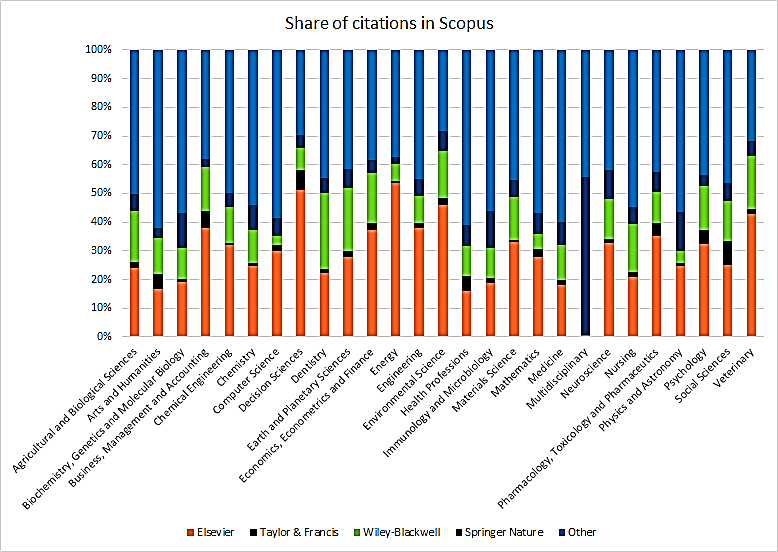 Share of citations in Scopus
100%
90%
80%
70%
60%
50%
40%
30%
20%
10%
0%
Agricultural and Biological Sciences
Arts and Humanities
Biochemistry, Genetics and Molecular Biology
Business, Management and Accounting
Chemical Engineering
Chemistry
Computer Science
Decision Sciences
Dentistry
Earth and Planetary Sciences
Economics, Econometrics and Finance
Energy
Engineering
Environmental Science
Health Professions
Immunology and Microbiology
Materials Science
Mathematics
Medicine
Multidisciplinary
Neuroscience
Nursing
Pharmacology, Toxicology and Pharmaceutics
Physics and Astronomy
Psychology
Social Sciences
Veterinary
Elsevier Taylor & Francis Wiley-Blackwell Springer Nature Other